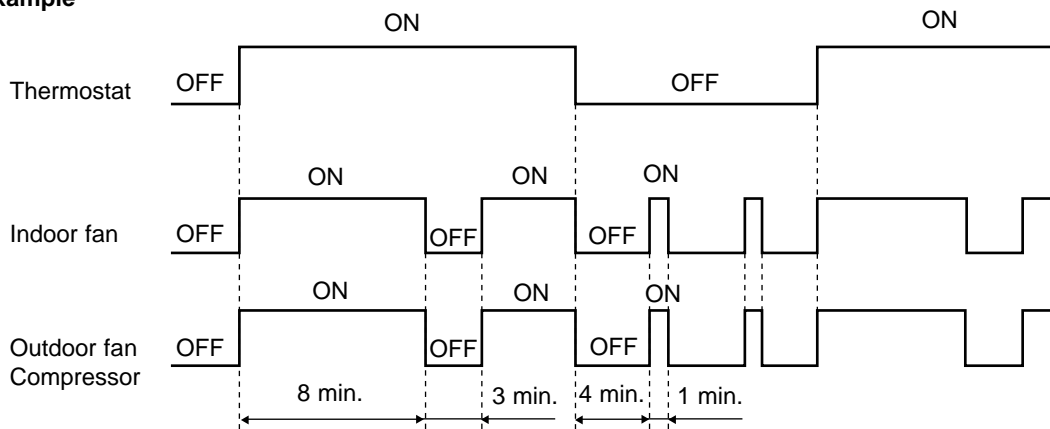 ON ON
Thermostat OFF OFF
ON ON ON
Indoor fan OFF OFF OFF
ON ON ON
Outdoor fan OFF OFF OFF
Compressor
8 min. 3 min. 4 min. 1 min.